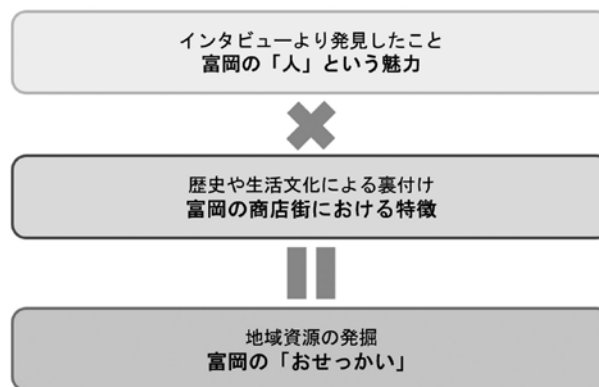 インタビューより発見したこと
富岡の「人」という魅力
歴史や生活文化による裏付け
富岡の商店街における特徴
地域資源の発掘
富岡の「おせっかい」